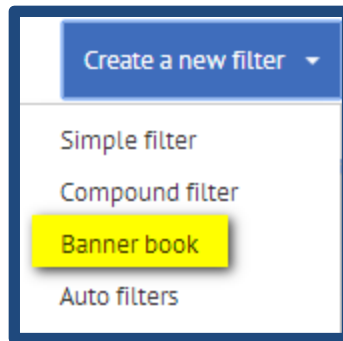 Create a new filter
Simple filter
Compound filter
Banner book
Auto filters